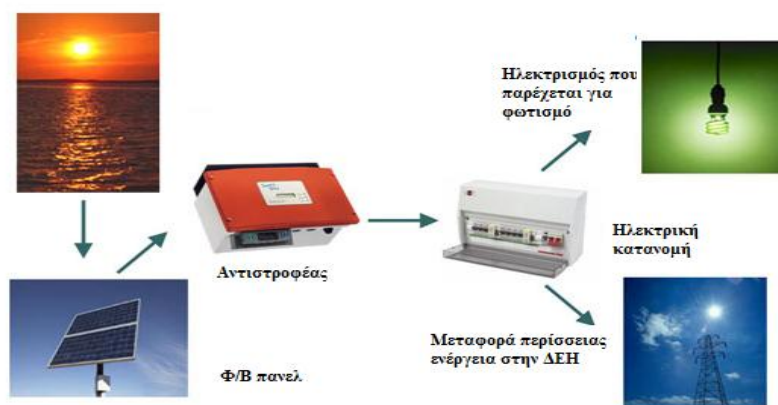 Ηλεκτρισμός που
παρέχεται για
φωτισμό
Αντιστροφέας
Ηλεκτρική
κατανομή
Μεταφορά περίσσειας
ενέργεια στην ΔΕΗ
Φ/Β πανελ